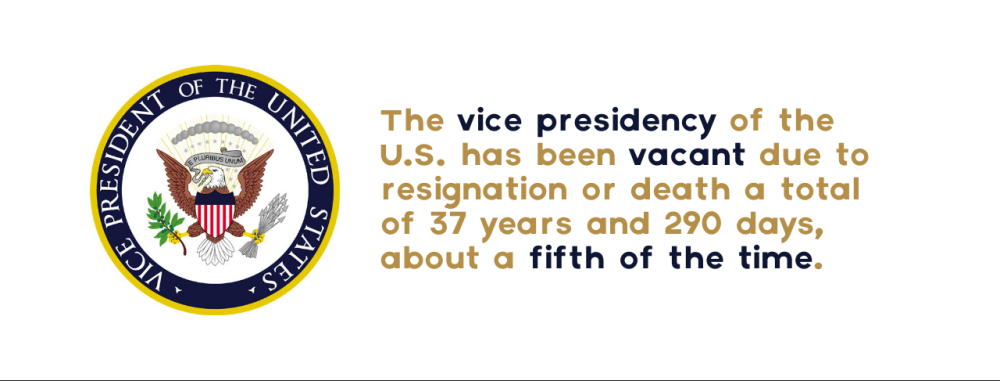 VICE PRESIDENT OF THE UNITED STATES
E PLURIBUS UNUM
The vice presidency of the
U.S. has been vacant due to
resignation or death a total
of 37 years and 290 days,
about a fifth of the time.